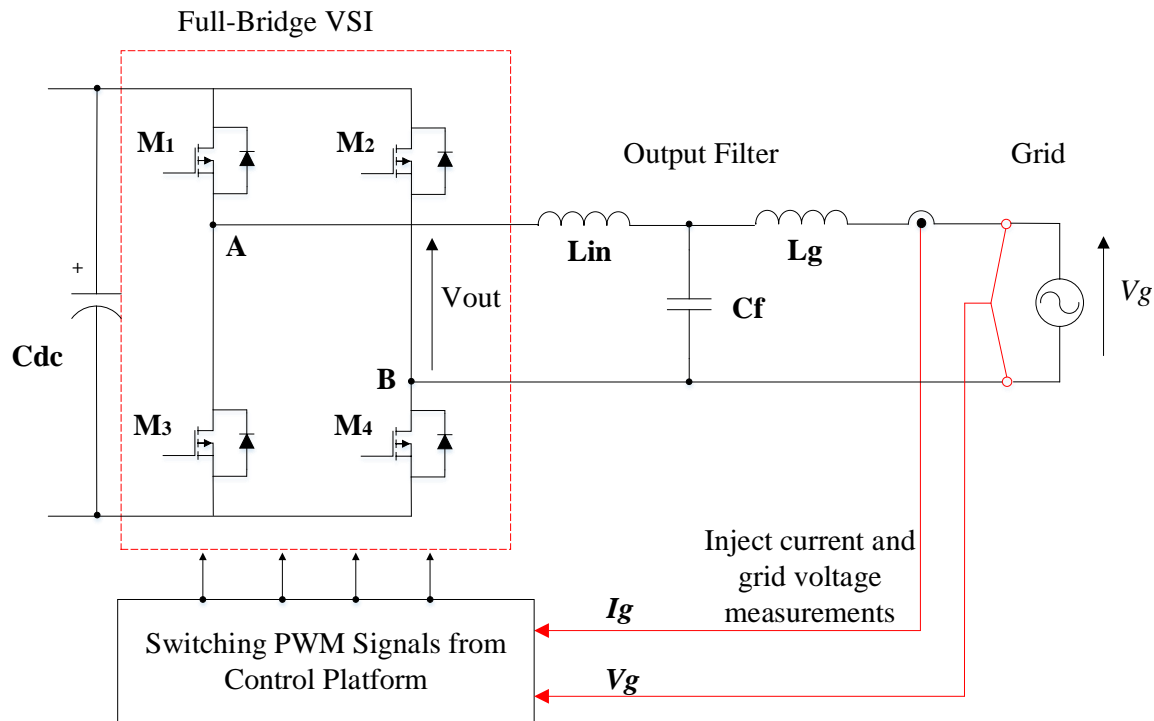 Full-Bridge VSI
M1
M2
Output Filter
Grid
A
Lin
Lg
+
Vout
Cf
Vg
Cdc
B
M3
M4
Inject current and
grid voltage
measurements
Ig
Switching PWM Signals from
Control Platform
Vg